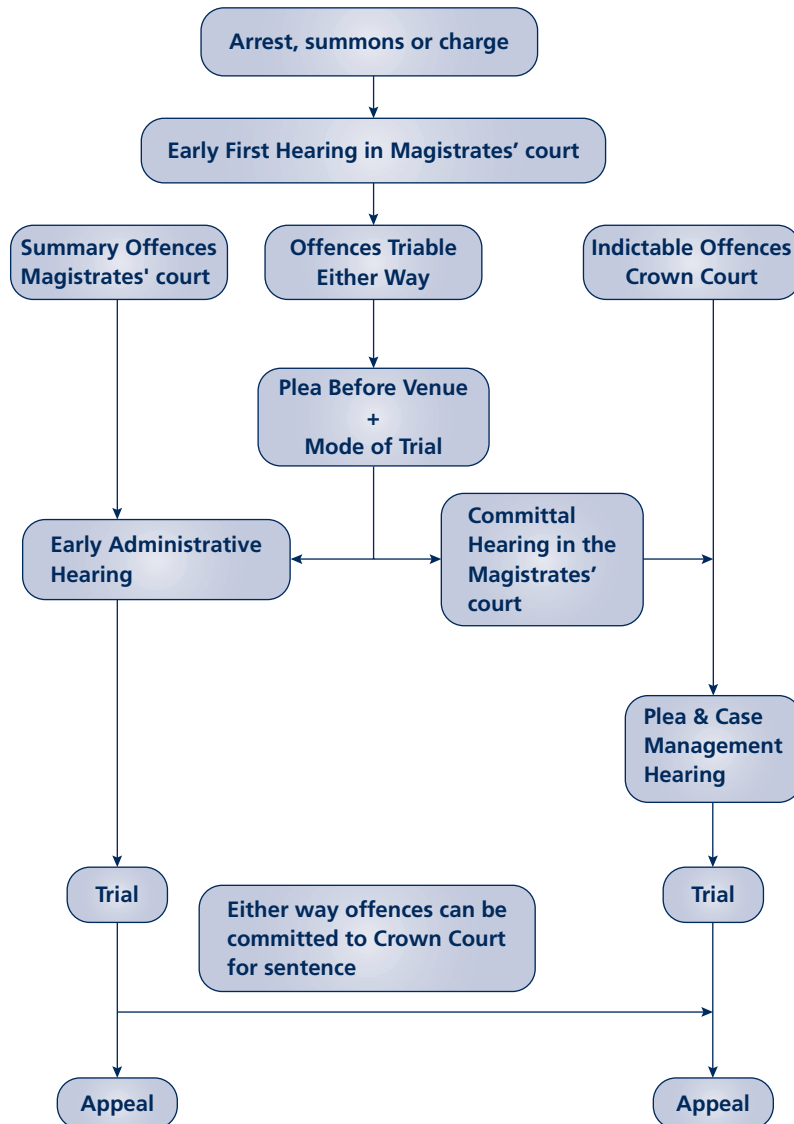 Arrest, summons or charge
Early First Hearing in Magistrates’ court
Summary Offences
Magistrates' court
Offences Triable
Either Way
Indictable Offences
Crown Court
Plea Before Venue
+
Mode of Trial
Early Administrative
Hearing
Committal
Hearing in the
Magistrates’
court
Plea & Case
Management
Hearing
Trial
Either way offences can be
committed to Crown Court
for sentence
Trial
Appeal
Appeal